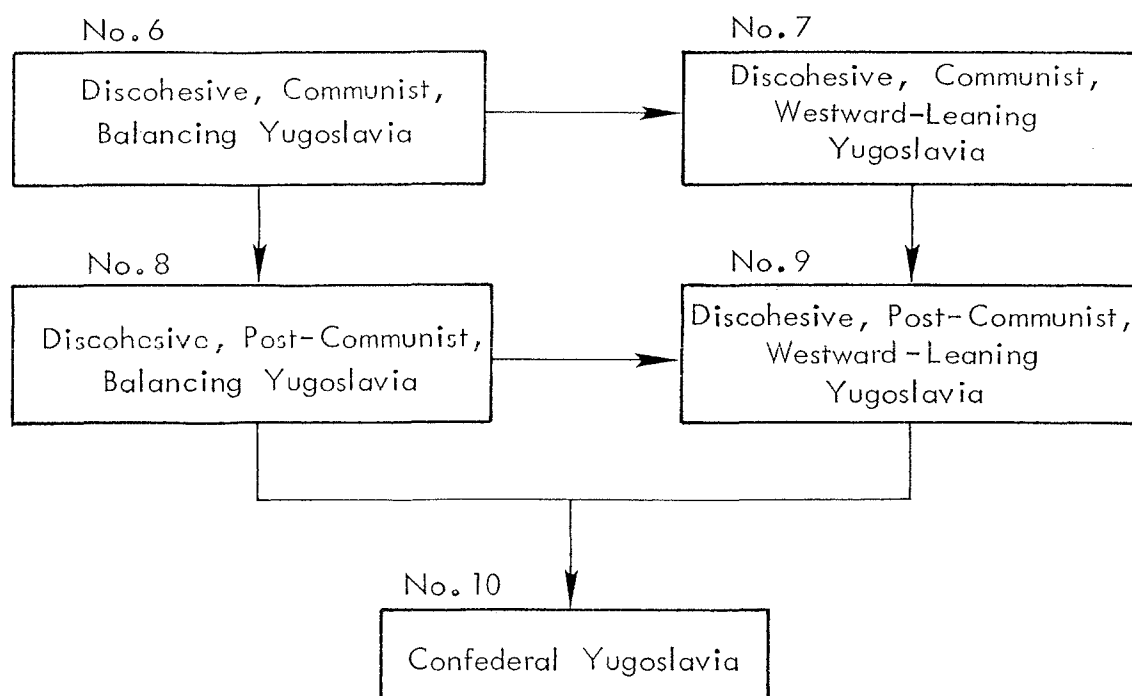 No.6
Discohesive, Communist,
Balancing Yugoslavia
No.7
Discohesive, Communist,
Westward-Leaning
Yugoslavia
No.8
Discohesive, Post-Communist,
Balancing Yugoslavia
No.9
Discohesive, Post-Communist,
Westward-Leaning
Yugoslavia
No.10
Confederal Yugoslavia